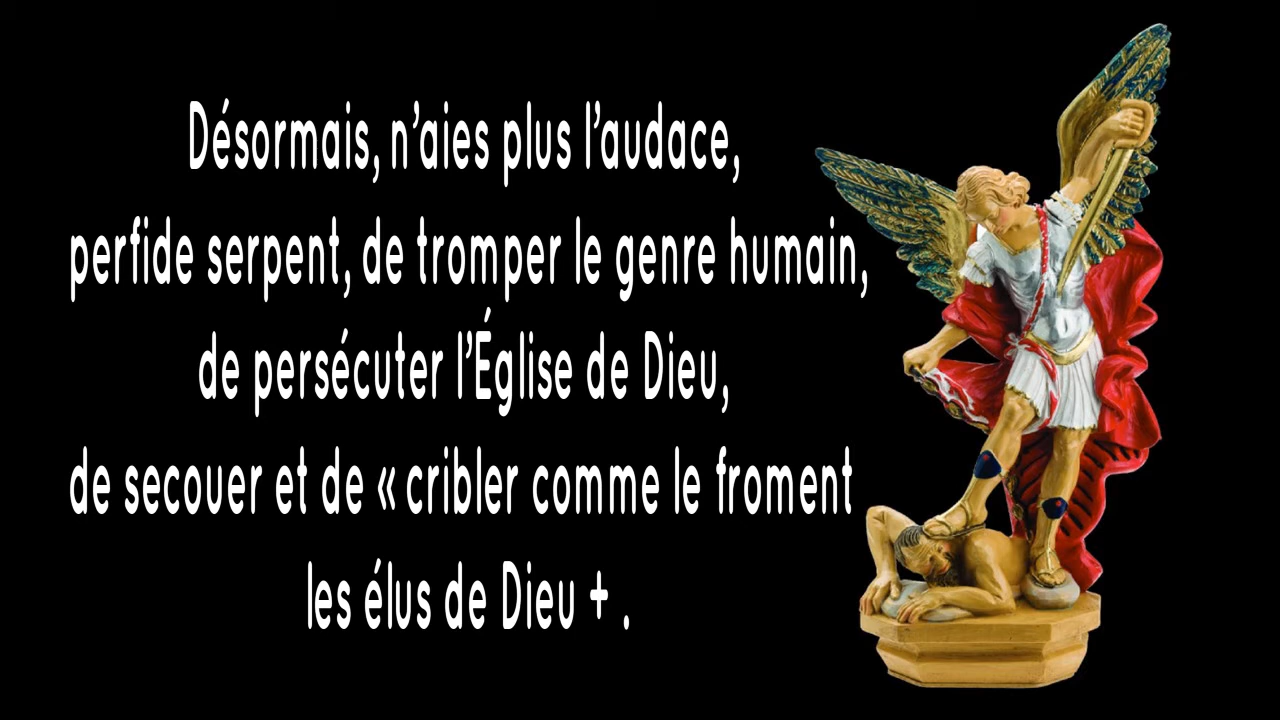 Désormais, n’aies plus l’audace,
perfide serpent, de tromper le genre humain,
de persécuter l’Église de Dieu,
de secouer et de « cribler comme le froment
les élus de Dieu + .